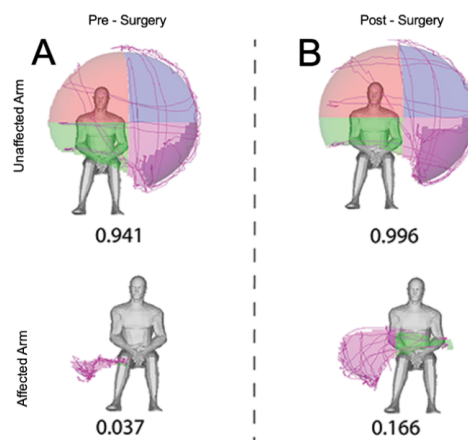 Pre - Surgery
Post - Surgery
A
B
Unaffected Arm
0.941
0.996
Affected Arm
0.037
0.166